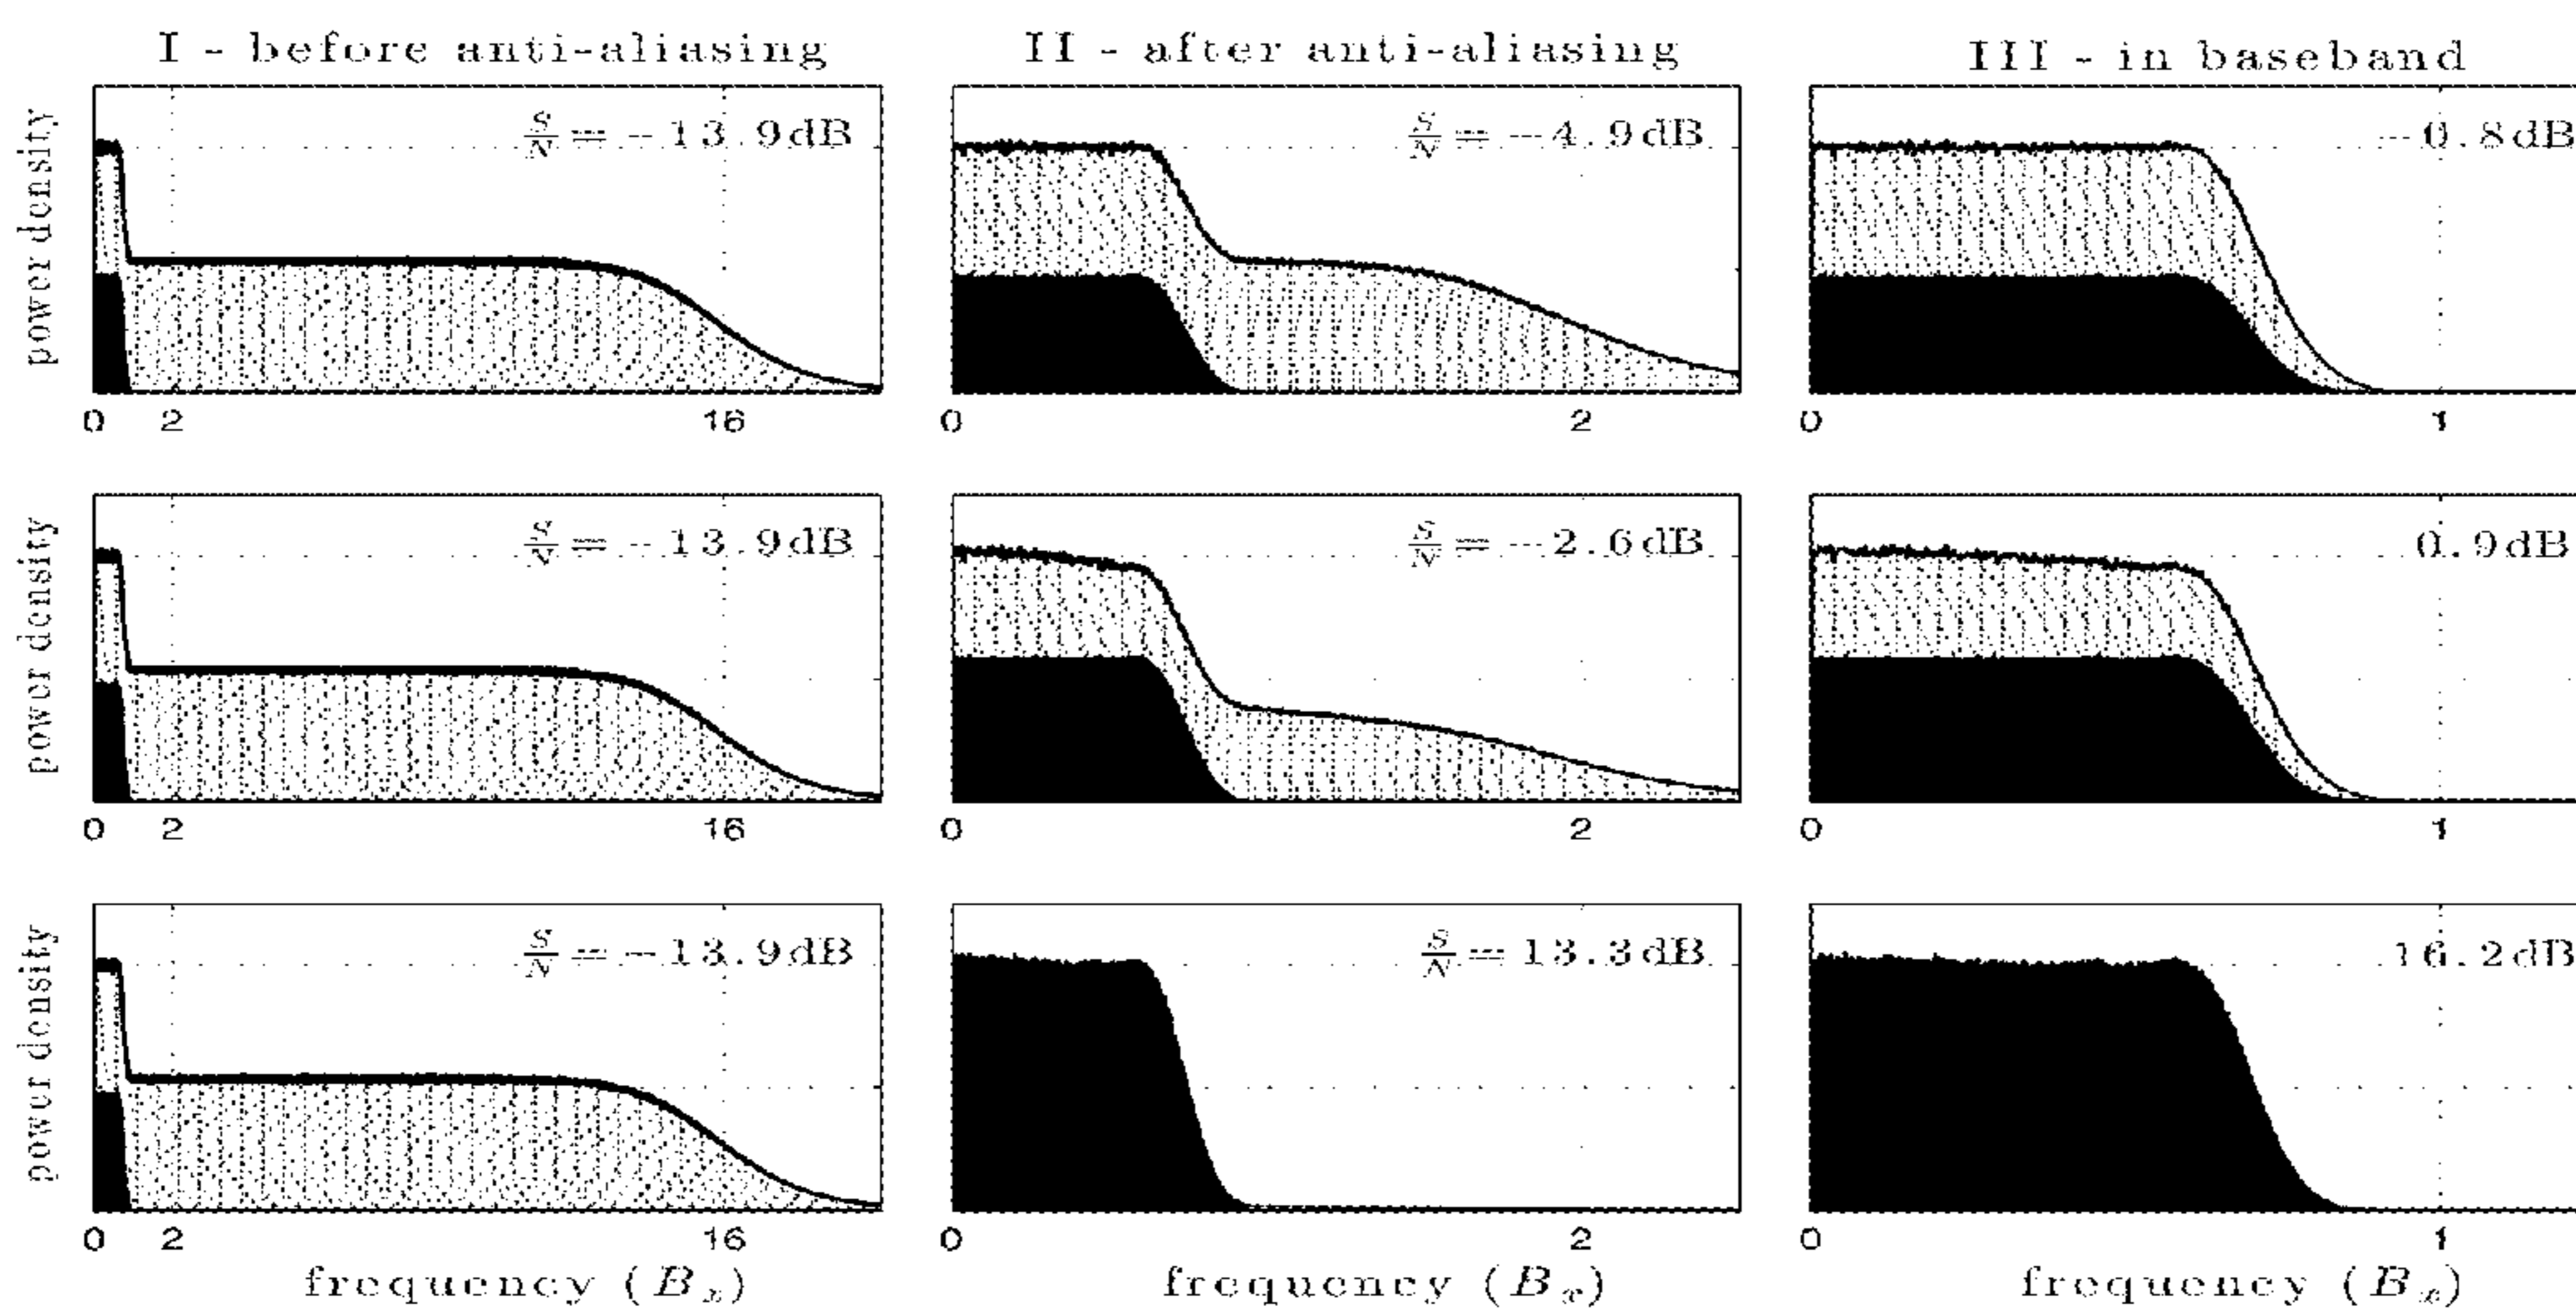 I - before anti-aliasing
II - after anti-aliasing
III - in baseband
power density
S/N = -13.9dB
0 2 16
S/N = -4.9dB
0 2
-0.8dB
0 1
power density
S/N = -13.9dB
0 2 16
S/N = -2.6dB
0 2
0.9dB
0 1
power density
S/N = -13.9dB
0 2 16
frequency (Bx)
S/N = 13.3dB
0 2
frequency (Bx)
16.2dB
0 1
frequency (Bx)